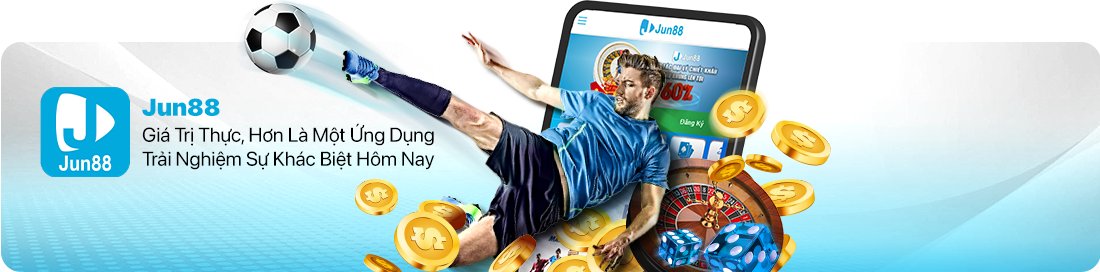 Jun88
Jun88
Giá Trị Thực, Hơn Là Một Ứng Dụng
Trải Nghiệm Sự Khác Biệt Hôm Nay
Jun88
Jun88
60%
Đăng Ký